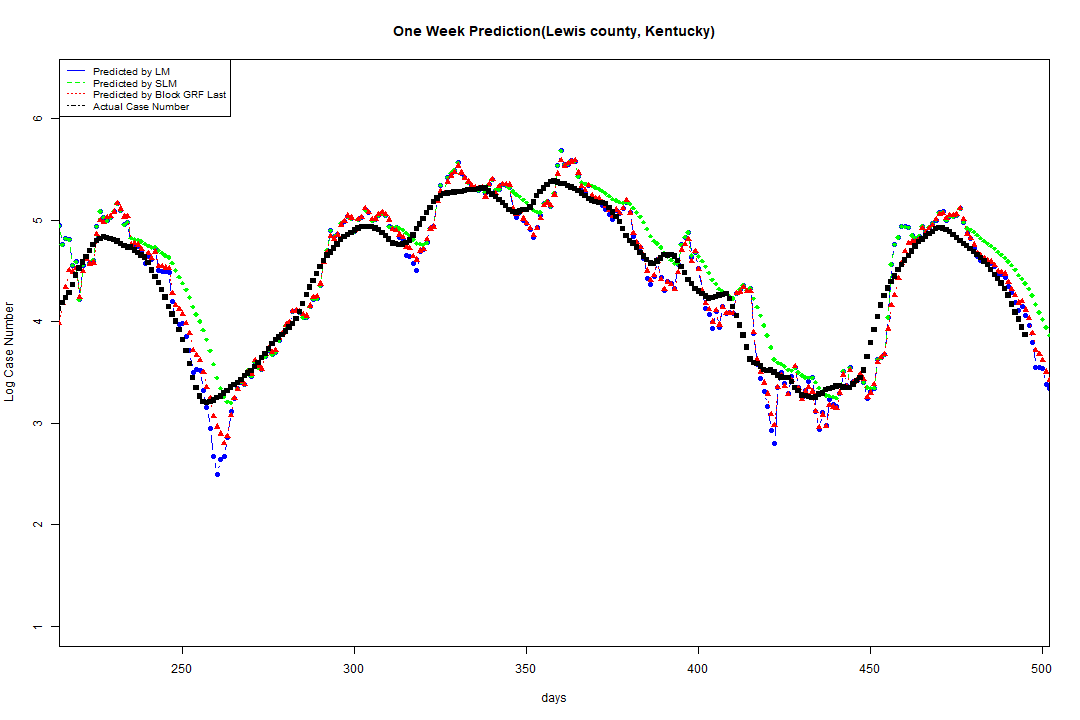 One Week Prediction(Lewis county, Kentucky)
Predicted by LM
Predicted by SLM
Predicted by Block GRF Last
Actual Case Number
6
5
4
3
2
1
Log Case Number
250
300
350
400
450
500
days